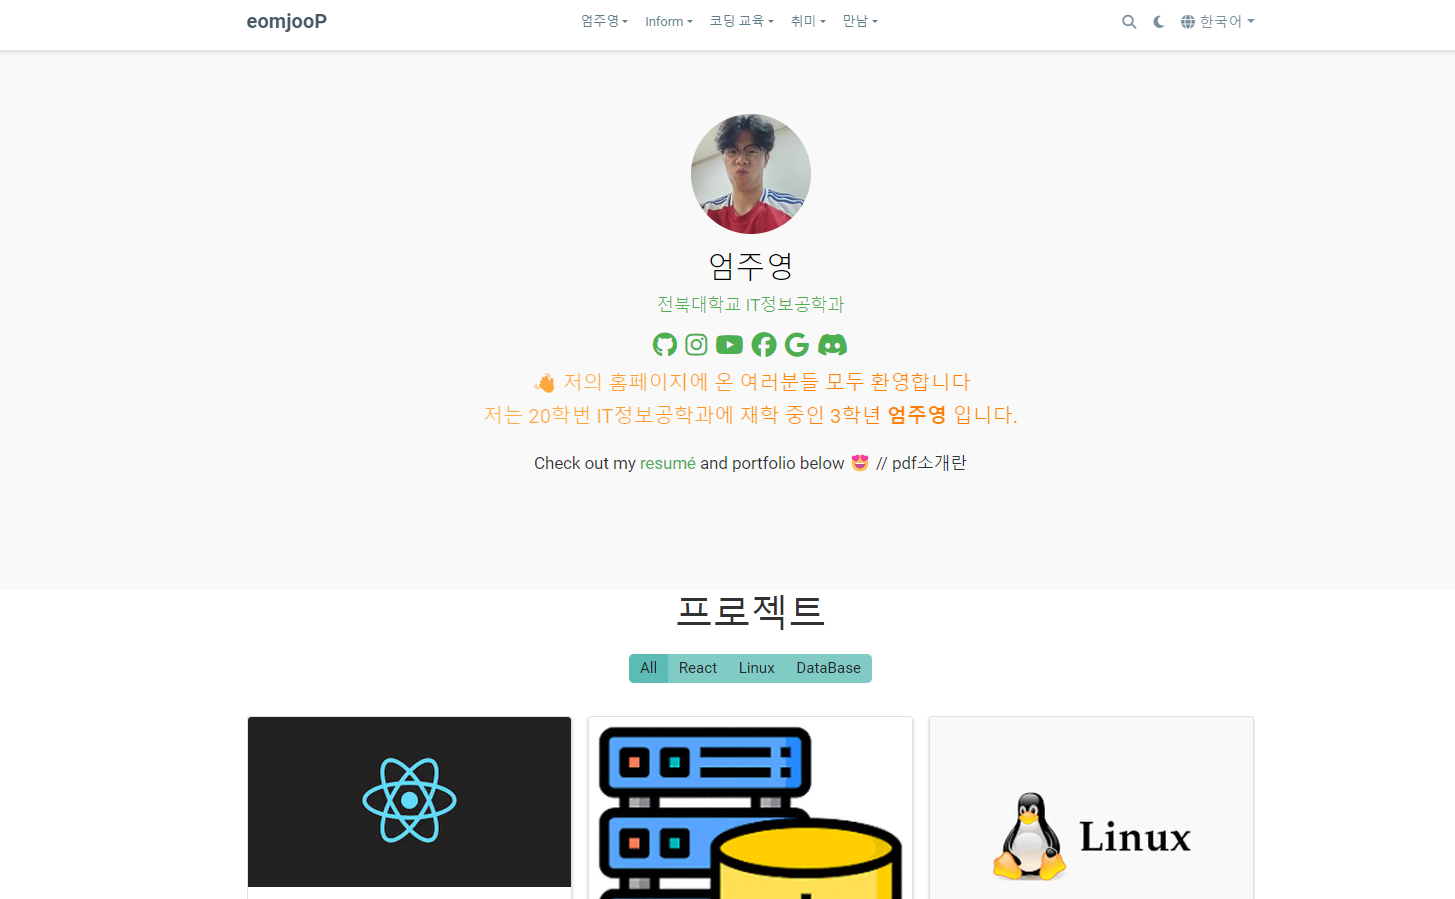 eomjooP
엄주영 Inform 코딩 교육 취미 만남
한국어
엄주영
전북대학교 IT정보공학과
👋 저의 홈페이지에 온 여러분들 모두 환영합니다
저는 20학번 IT정보공학과에 재학 중인 3학년 엄주영 입니다.
Check out my resumé and portfolio below 😍 // pdf소개란
프로젝트
All React Linux DataBase
Linux